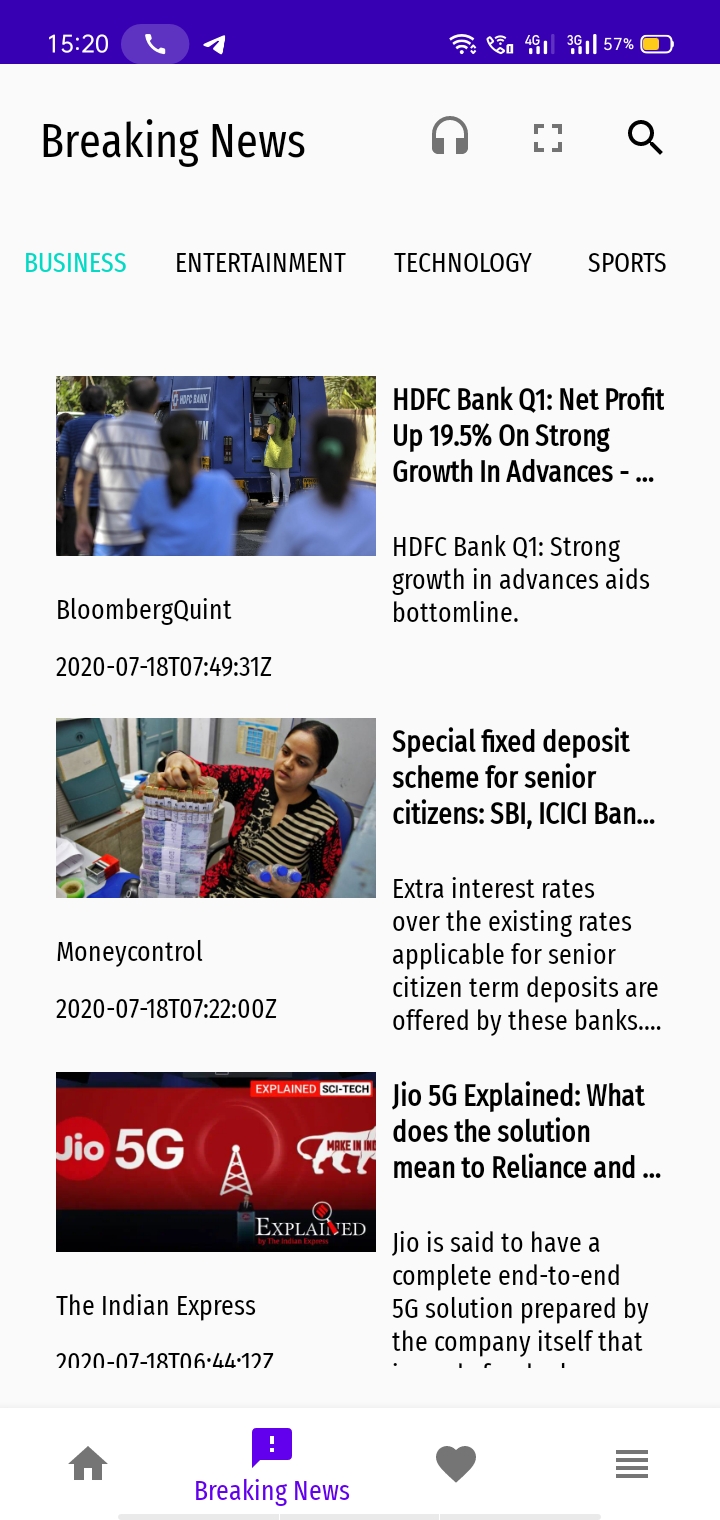 15:20
4G
3G
57%
Breaking News
BUSINESS
ENTERTAINMENT
TECHNOLOGY
SPORTS
HDFC BANK
HDFC Bank Q1: Net Profit
Up 19.5% On Strong
Growth In Advances - ...
HDFC Bank Q1: Strong
growth in advances aids
bottomline.
BloombergQuint
2020-07-18T07:49:31Z
Special fixed deposit
scheme for senior
citizens: SBI, ICICI Ban...
Extra interest rates
over the existing rates
applicable for senior
citizen term deposits are
offered by these banks....
Moneycontrol
2020-07-18T07:22:00Z
EXPLAINED SCI-TECH
Jio 5G
MAKE IN IND
EXPLAINED
by The Indian Express
Jio 5G Explained: What
does the solution
mean to Reliance and ...
Jio is said to have a
complete end-to-end
5G solution prepared by
the company itself that
The Indian Express
2020-07-18T06:44:12Z
Breaking News